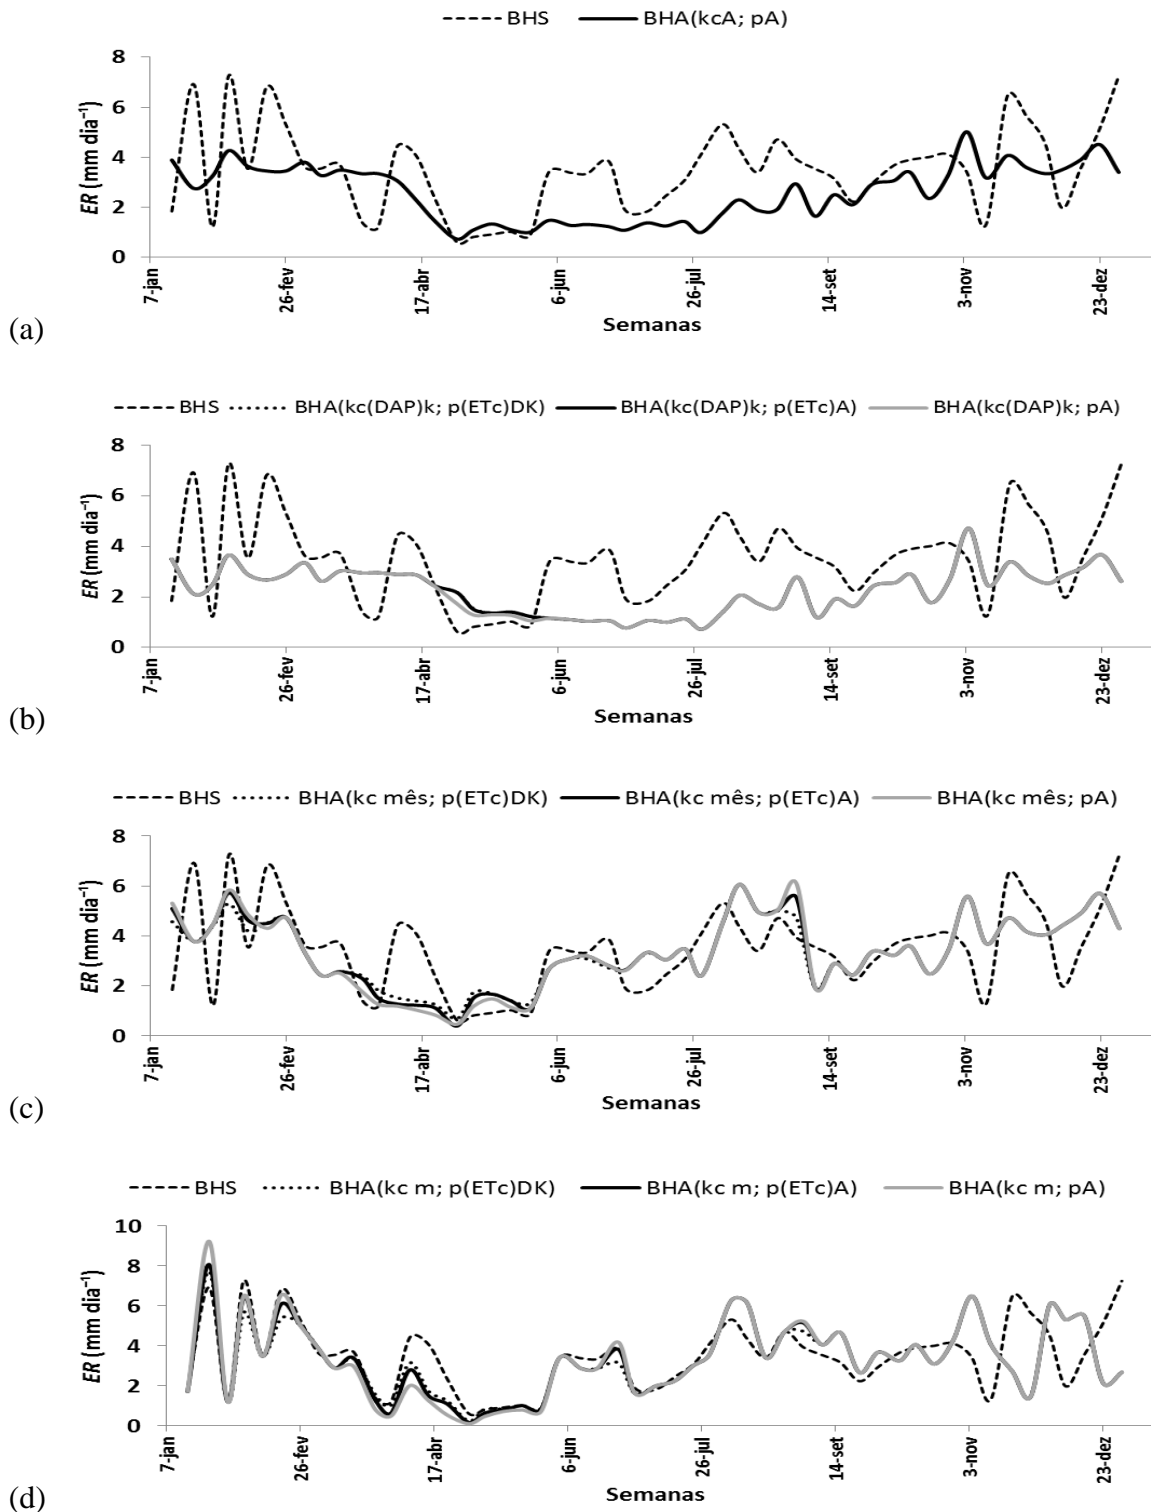 BHS BHA(kcA; pA)
8
6
4
2
0
ER (mm dia⁻¹)
7-jan 26-fev 17-abr 6-jun 26-jul 14-set 3-nov 23-dez
Semanas
(a)
BHS BHA(kc(DAP)k; p(ETc)DK) BHA(kc(DAP)k; p(ETc)A) BHA(kc(DAP)k; pA)
8
6
4
2
0
ER (mm dia⁻¹)
7-jan 26-fev 17-abr 6-jun 26-jul 14-set 3-nov 23-dez
Semanas
(b)
BHS BHA(kc mês; p(ETc)DK) BHA(kc mês; p(ETc)A) BHA(kc mês; pA)
8
6
4
2
0
ER (mm dia⁻¹)
7-jan 26-fev 17-abr 6-jun 26-jul 14-set 3-nov 23-dez
Semanas
(c)
BHS BHA(kc m; p(ETc)DK) BHA(kc m; p(ETc)A) BHA(kc m; pA)
10
8
6
4
2
0
ER (mm dia⁻¹)
7-jan 26-fev 17-abr 6-jun 26-jul 14-set 3-nov 23-dez
Semanas
(d)